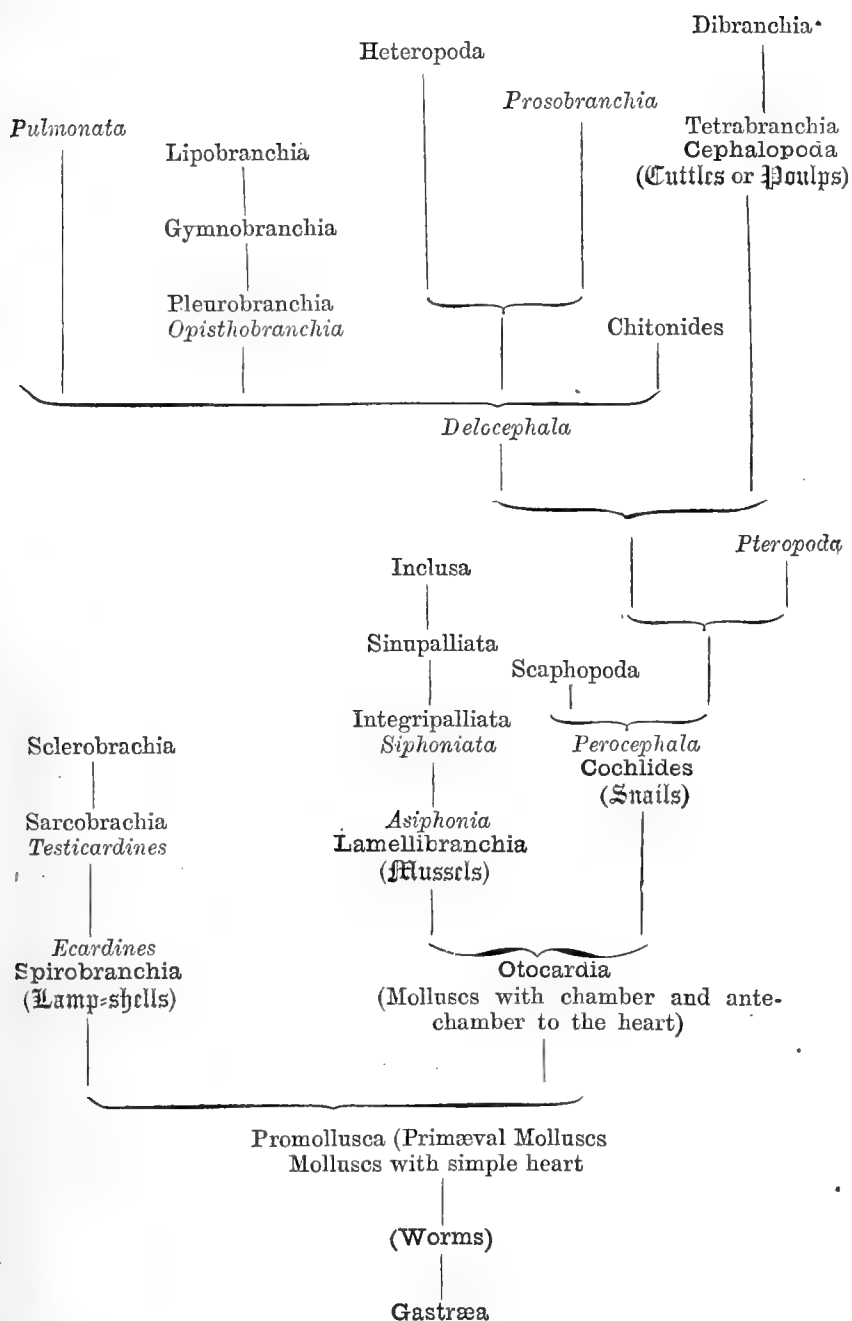 Dibranchia
Heteropoda
Prosobranchia
Pulmonata
Tetrabranchia
Cephalopoda
(Cuttles or Poulps)
Lipobranchia
Gymnobranchia
Pleurobranchia
Opisthobranchia
Chitonides
Delocephala
Pteropoda
Inclusa
Sinupalliata
Scaphopoda
Integripalliata
Siphoniata
Perocephala
Cochlides
(Snails)
Sclerobrachia
Sarcobrachia
Testicardines
Asiphonia
Lamellibranchia
(Mussels)
Ecardines
Spirobranchia
(Lamp-shells)
Otocardia
(Molluscs with chamber and ante-
chamber to the heart)
Promollusca (Primæval Molluscs
Molluscs with simple heart
(Worms)
Gastræa